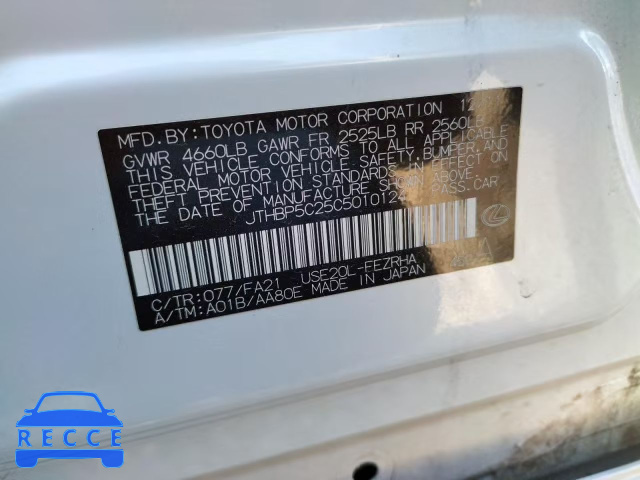 MFD. BY: TOYOTA MOTOR CORPORATION
GVWR 4660LB GAWR FR 2525LB RR 2560LB
THIS VEHICLE CONFORMS TO ALL APPLICABLE
FEDERAL MOTOR VEHICLE SAFETY, BUMPER, AND
THEFT PREVENTION STANDARDS IN EFFECT ON
THE DATE OF MANUFACTURE SHOWN ABOVE.
JTHBP5C25C501012 PASS. CAR
C/TR: 077/FA21 USE20L-FEZRHA
A/TM: A01B/AA80E MADE IN JAPAN
RECCE